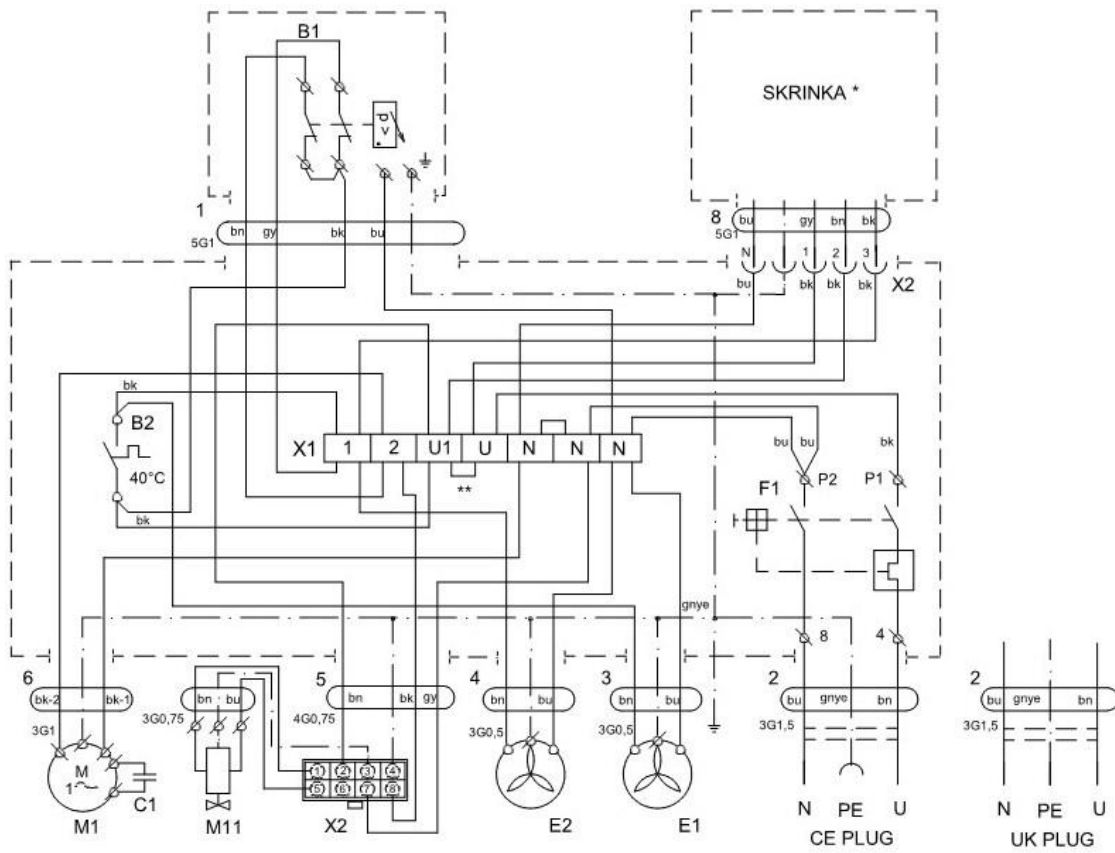 B1
SKRINKA *
p
<
1
bn gy bk bu
5G1
8
bu gy bn bk
5G1
N 1 2 3
X2
bu bk bk bk
bk
B2
40°C
bk
X1 1 2 U1 U N N N
**
bu bu bk
P2 P1
F1
gnye
8 4
6
bk-2 bk-1
3G1
bn bu
3G0,75
5
bn bk gy
4G0,75
4
bn bu
3G0,5
3
bn bu
3G0,5
2
bu gnye bn
3G1,5
2
bu gnye bn
3G1,5
M
1~
C1
M1
M11
1 2 3 4
5 6 7 8
X2
E2
E1
N PE U
CE PLUG
N PE U
UK PLUG